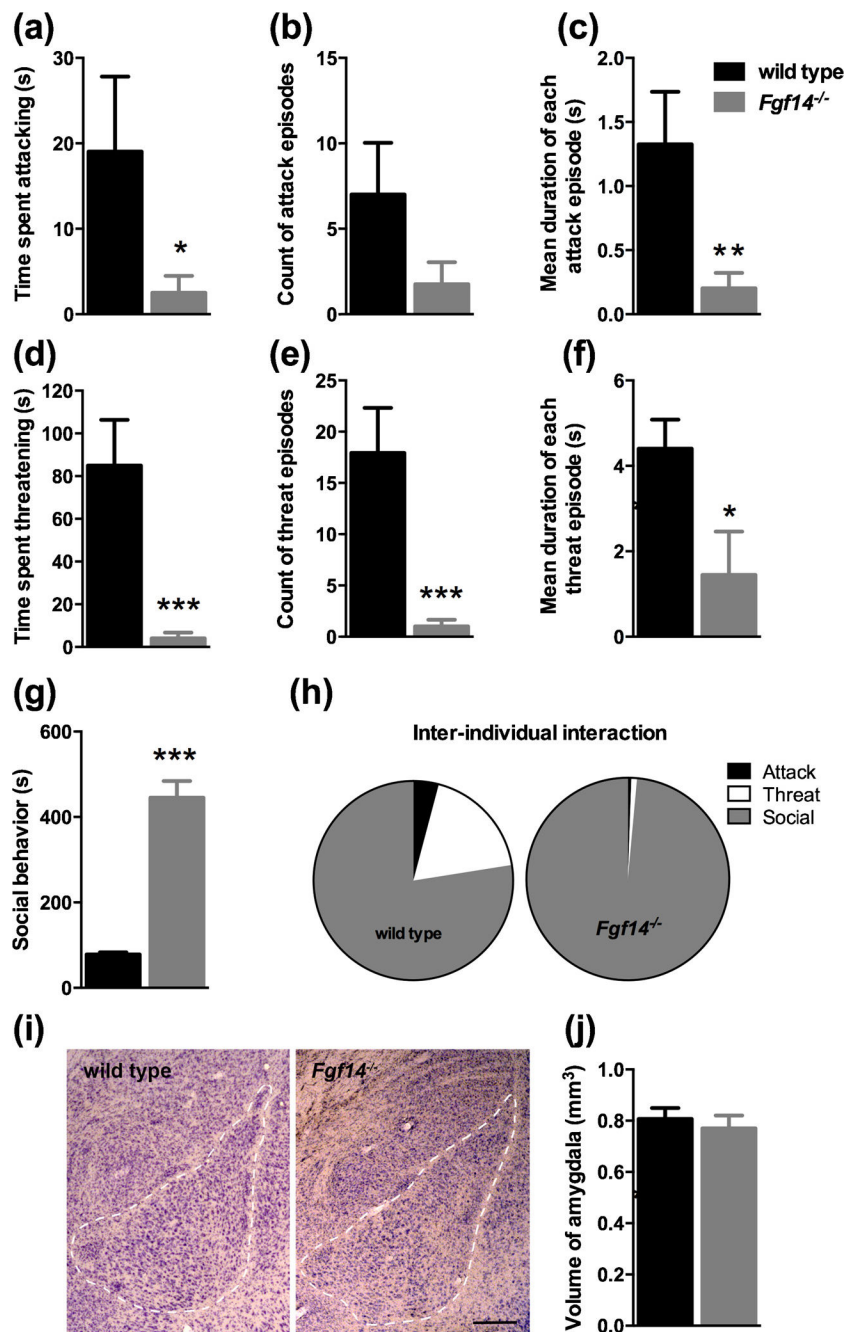 (a)
Time spent attacking (s)
30
20
10
0
*
(b)
Count of attack episodes
15
10
5
0
(c)
Mean duration of each
attack episode (s)
2.0
1.5
1.0
0.5
0.0
**
wild type
Fgf14-/-
(d)
Time spent threatening (s)
120
100
80
60
40
20
0
***
(e)
Count of threat episodes
25
20
15
10
5
0
***
(f)
Mean duration of each
threat episode (s)
6
4
2
0
*
(g)
Social behavior (s)
600
400
200
0
***
(h)
Inter-individual interaction
wild type
Fgf14-/-
Attack
Threat
Social
(i)
wild type
Fgf14-/-
(j)
Volume of amygdala (mm3)
1.0
0.8
0.6
0.4
0.2
0.0